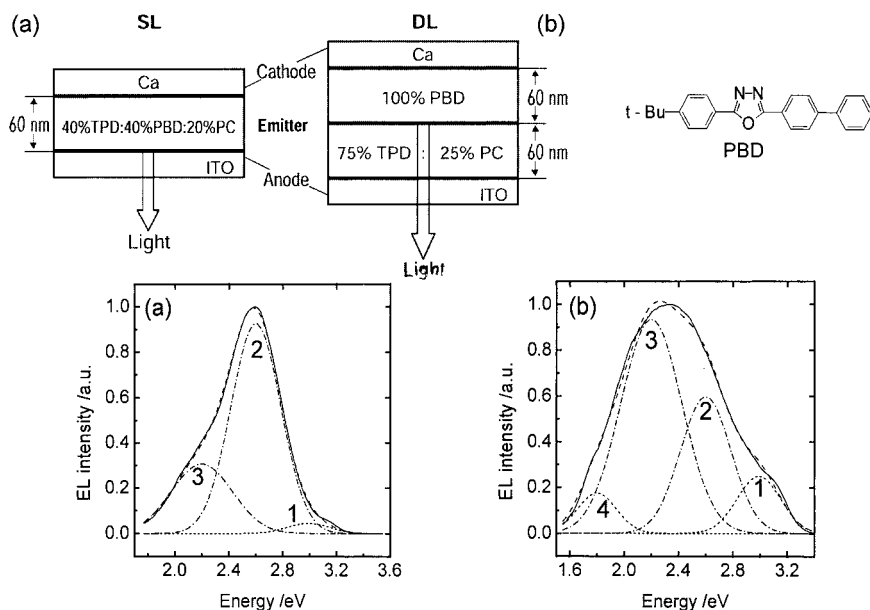 (a)
SL
DL
(b)
Ca
Cathode
Ca
60 nm
40%TPD:40%PBD:20%PC
Emitter
100% PBD
60 nm
75% TPD : 25% PC
60 nm
ITO
Anode
ITO
Light
Light
t - Bu
N-N
O
PBD
(a)
EL intensity /a.u.
1.0
0.8
0.6
0.4
0.2
0.0
2
3
1
2.0 2.4 2.8 3.2 3.6
Energy /eV
(b)
EL intensity /a.u.
1.0
0.8
0.6
0.4
0.2
0.0
3
2
1
4
1.6 2.0 2.4 2.8 3.2
Energy /eV